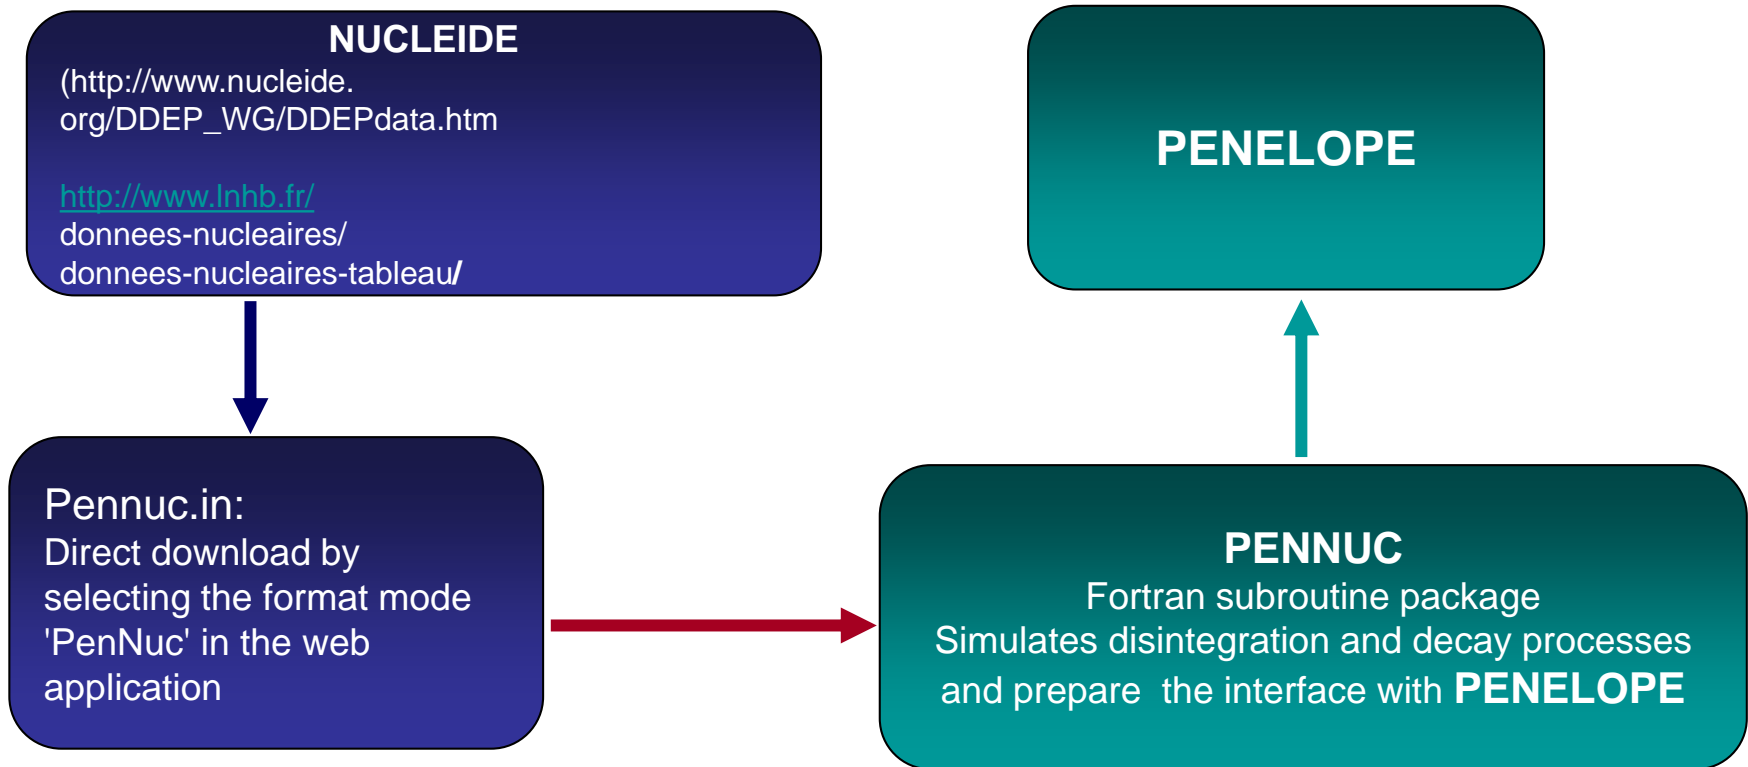 NUCLEIDE
(http://www.nucleide.
org/DDEP_WG/DDEPdata.htm
http://www.lnhb.fr/
donnees-nucleaires/
donnees-nucleaires-tableau/
PENELOPE
Pennuc.in:
Direct download by
selecting the format mode
'PenNuc' in the web
application
PENNUC
Fortran subroutine package
Simulates disintegration and decay processes
and prepare the interface with PENELOPE